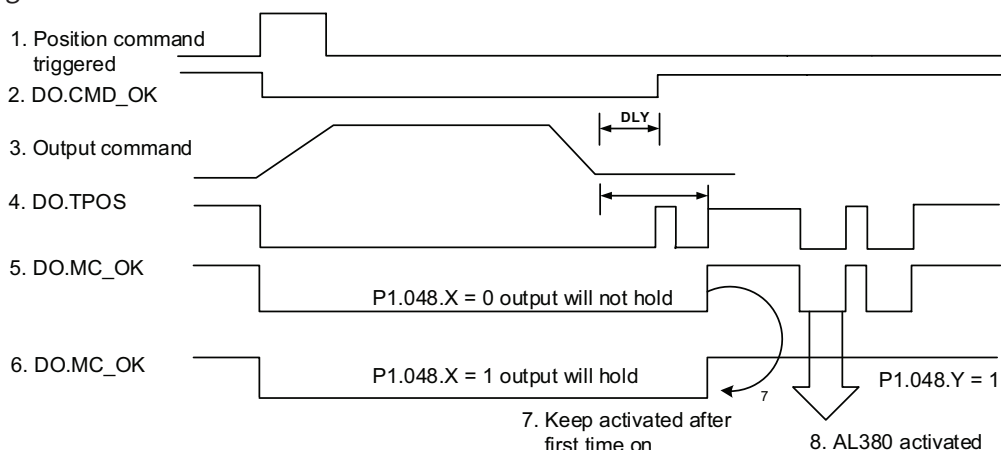 1. Position command
triggered
2. DO.CMD_OK
DLY
3. Output command
4. DO.TPOS
5. DO.MC_OK
P1.048.X = 0 output will not hold
6. DO.MC_OK
P1.048.X = 1 output will hold
P1.048.Y = 1
7
7. Keep activated after
first time on
8. AL380 activated